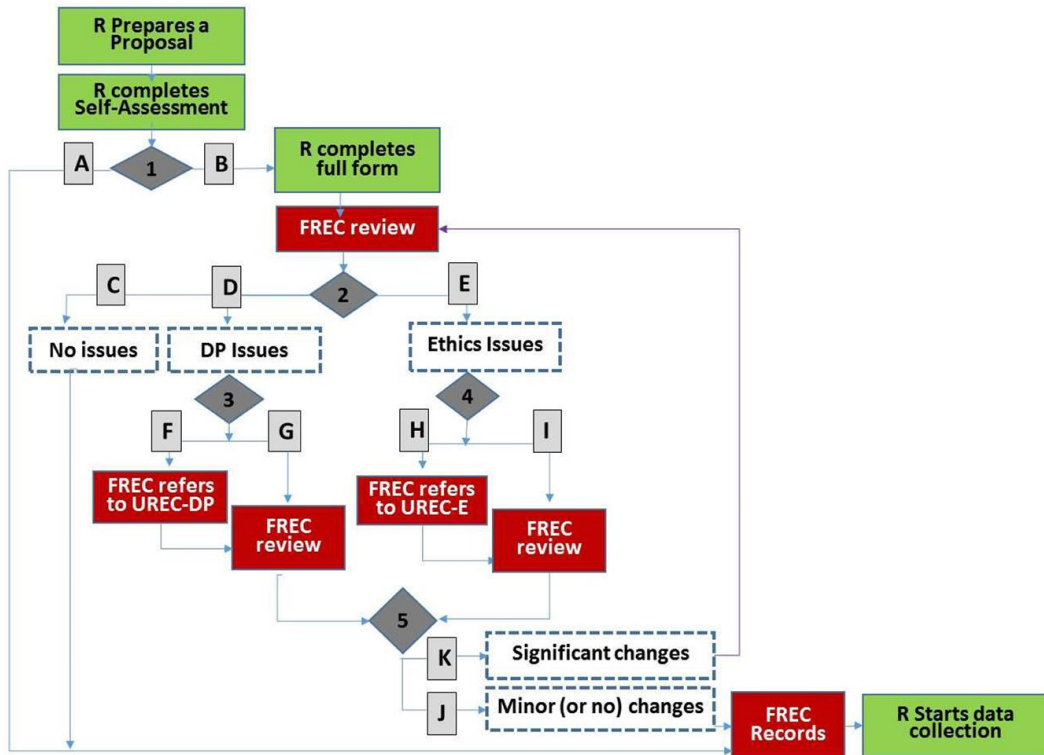 R Prepares a
Proposal
R completes
Self-Assessment
A
1
B
R completes
full form
FREC review
C
D
2
E
No issues
DP Issues
Ethics Issues
3
4
F
G
H
I
FREC refers
to UREC-DP
FREC
review
FREC refers
to UREC-E
FREC
review
5
K
Significant changes
J
Minor (or no) changes
FREC
Records
R Starts data
collection